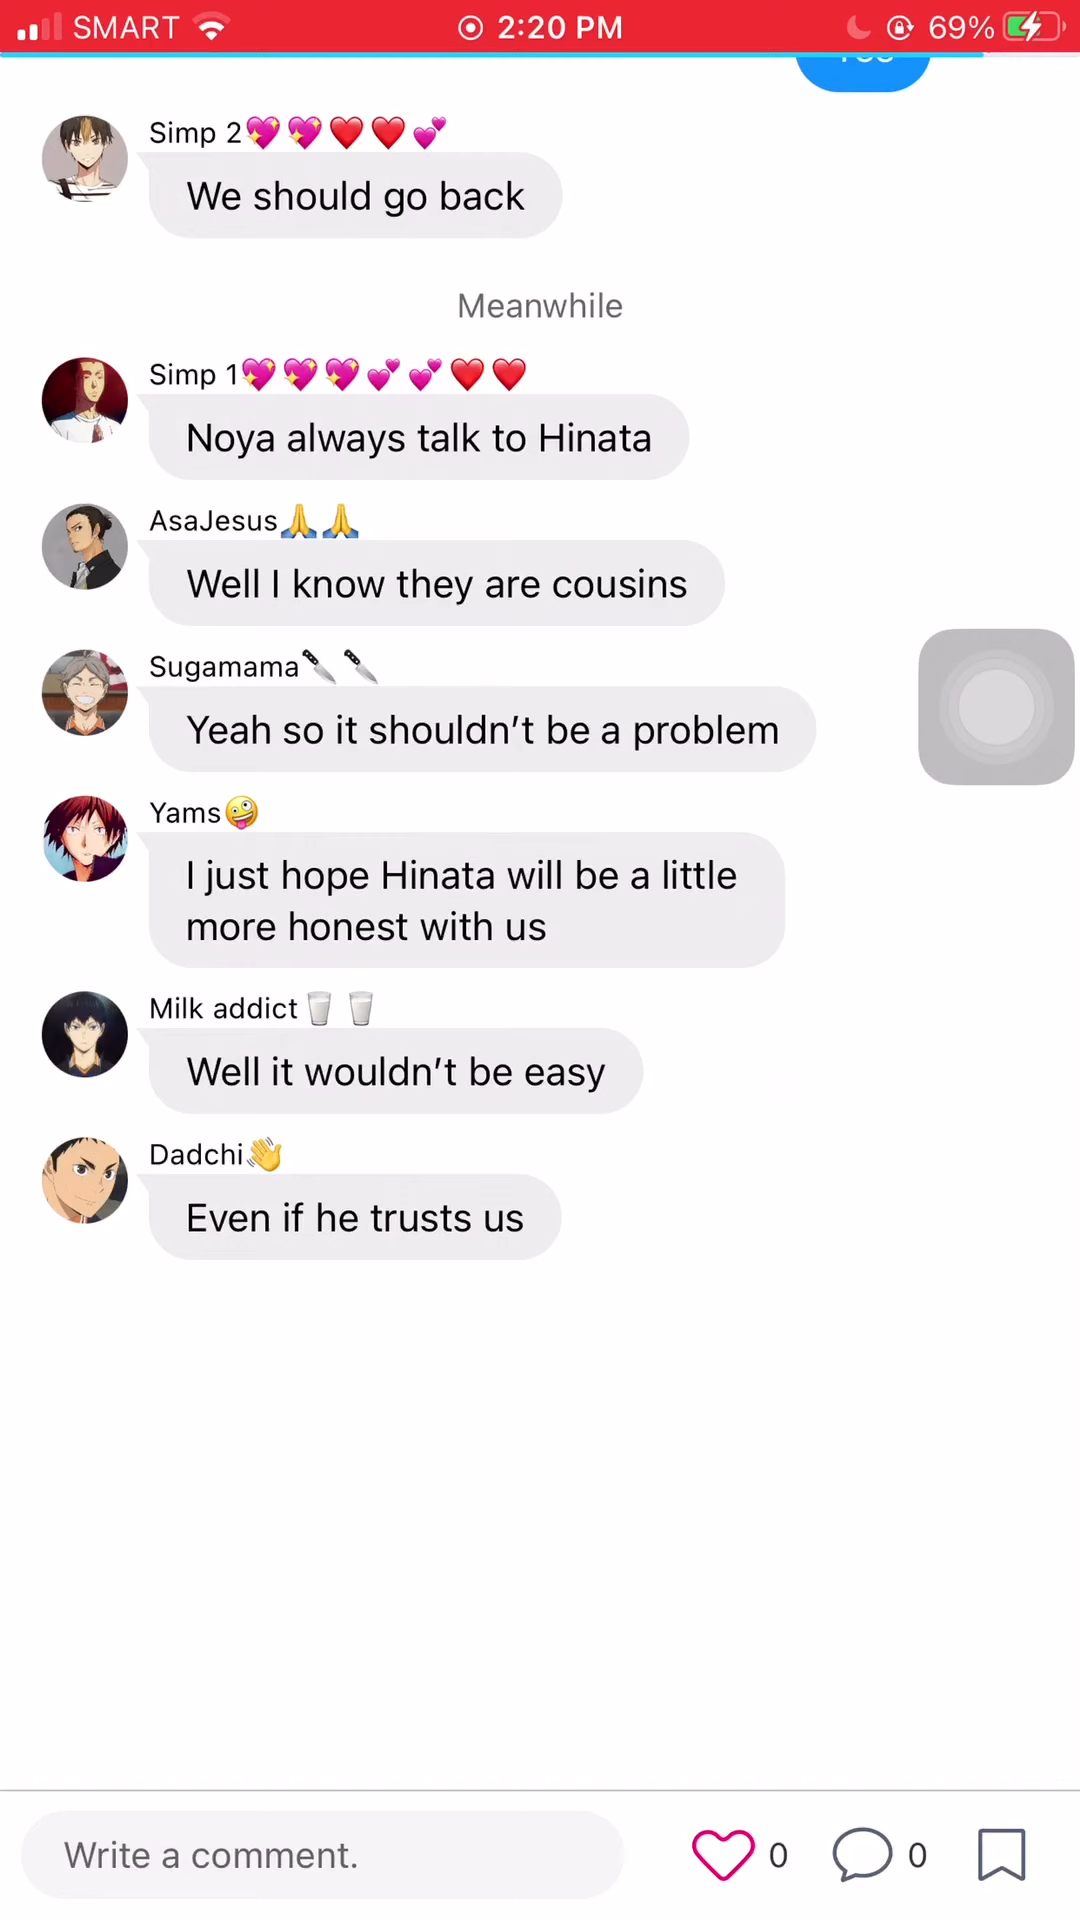 SMART 2:20 PM 69%
Simp 2💖💖❤️❤️💕
We should go back
Meanwhile
Simp 1💖💖💖💕💕❤️❤️
Noya always talk to Hinata
AsaJesus🙏🙏
Well I know they are cousins
Sugamama🔪🔪
Yeah so it shouldn’t be a problem
Yams🤪
I just hope Hinata will be a little
more honest with us
Milk addict🥛🥛
Well it wouldn’t be easy
Dadchi👋
Even if he trusts us
Write a comment. 0 0